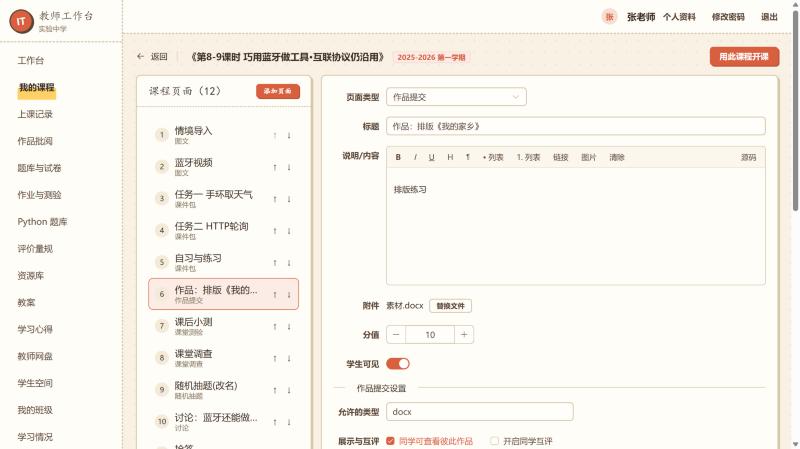 IT
教师工作台
实验中学
张
张老师
个人资料
修改密码
退出
工作台
我的课程
上课记录
作品批阅
题库与试卷
作业与测验
Python 题库
评价量规
资源库
教案
学习心得
教师网盘
学生空间
我的班级
学习情况
← 返回
《第8-9课时 巧用蓝牙做工具•互联协议仍沿用》
2025-2026 第一学期
用此课程开课
课程页面（12）
添加页面
1
情境导入
图文
↑ ↓
2
蓝牙视频
图文
↑ ↓
3
任务一 手环取天气
课件包
↑ ↓
4
任务二 HTTP轮询
课件包
↑ ↓
5
自习与练习
课件包
↑ ↓
6
作品：排版《我的...
作品提交
↑ ↓
7
课后小测
课堂测验
↑ ↓
8
课堂调查
课堂调查
↑ ↓
9
随机抽题(改名)
随机抽题
↑ ↓
10
讨论：蓝牙还能做...
讨论
↑ ↓
页面类型
作品提交
标题
作品：排版《我的家乡》
说明/内容
B I U H ¶ • 列表 1. 列表 链接 图片 清除 源码
排版练习
附件
素材.docx
替换文件
分值
− 10 +
学生可见
作品提交设置
允许的类型
docx
展示与互评
同学可查看彼此作品
开启同学互评